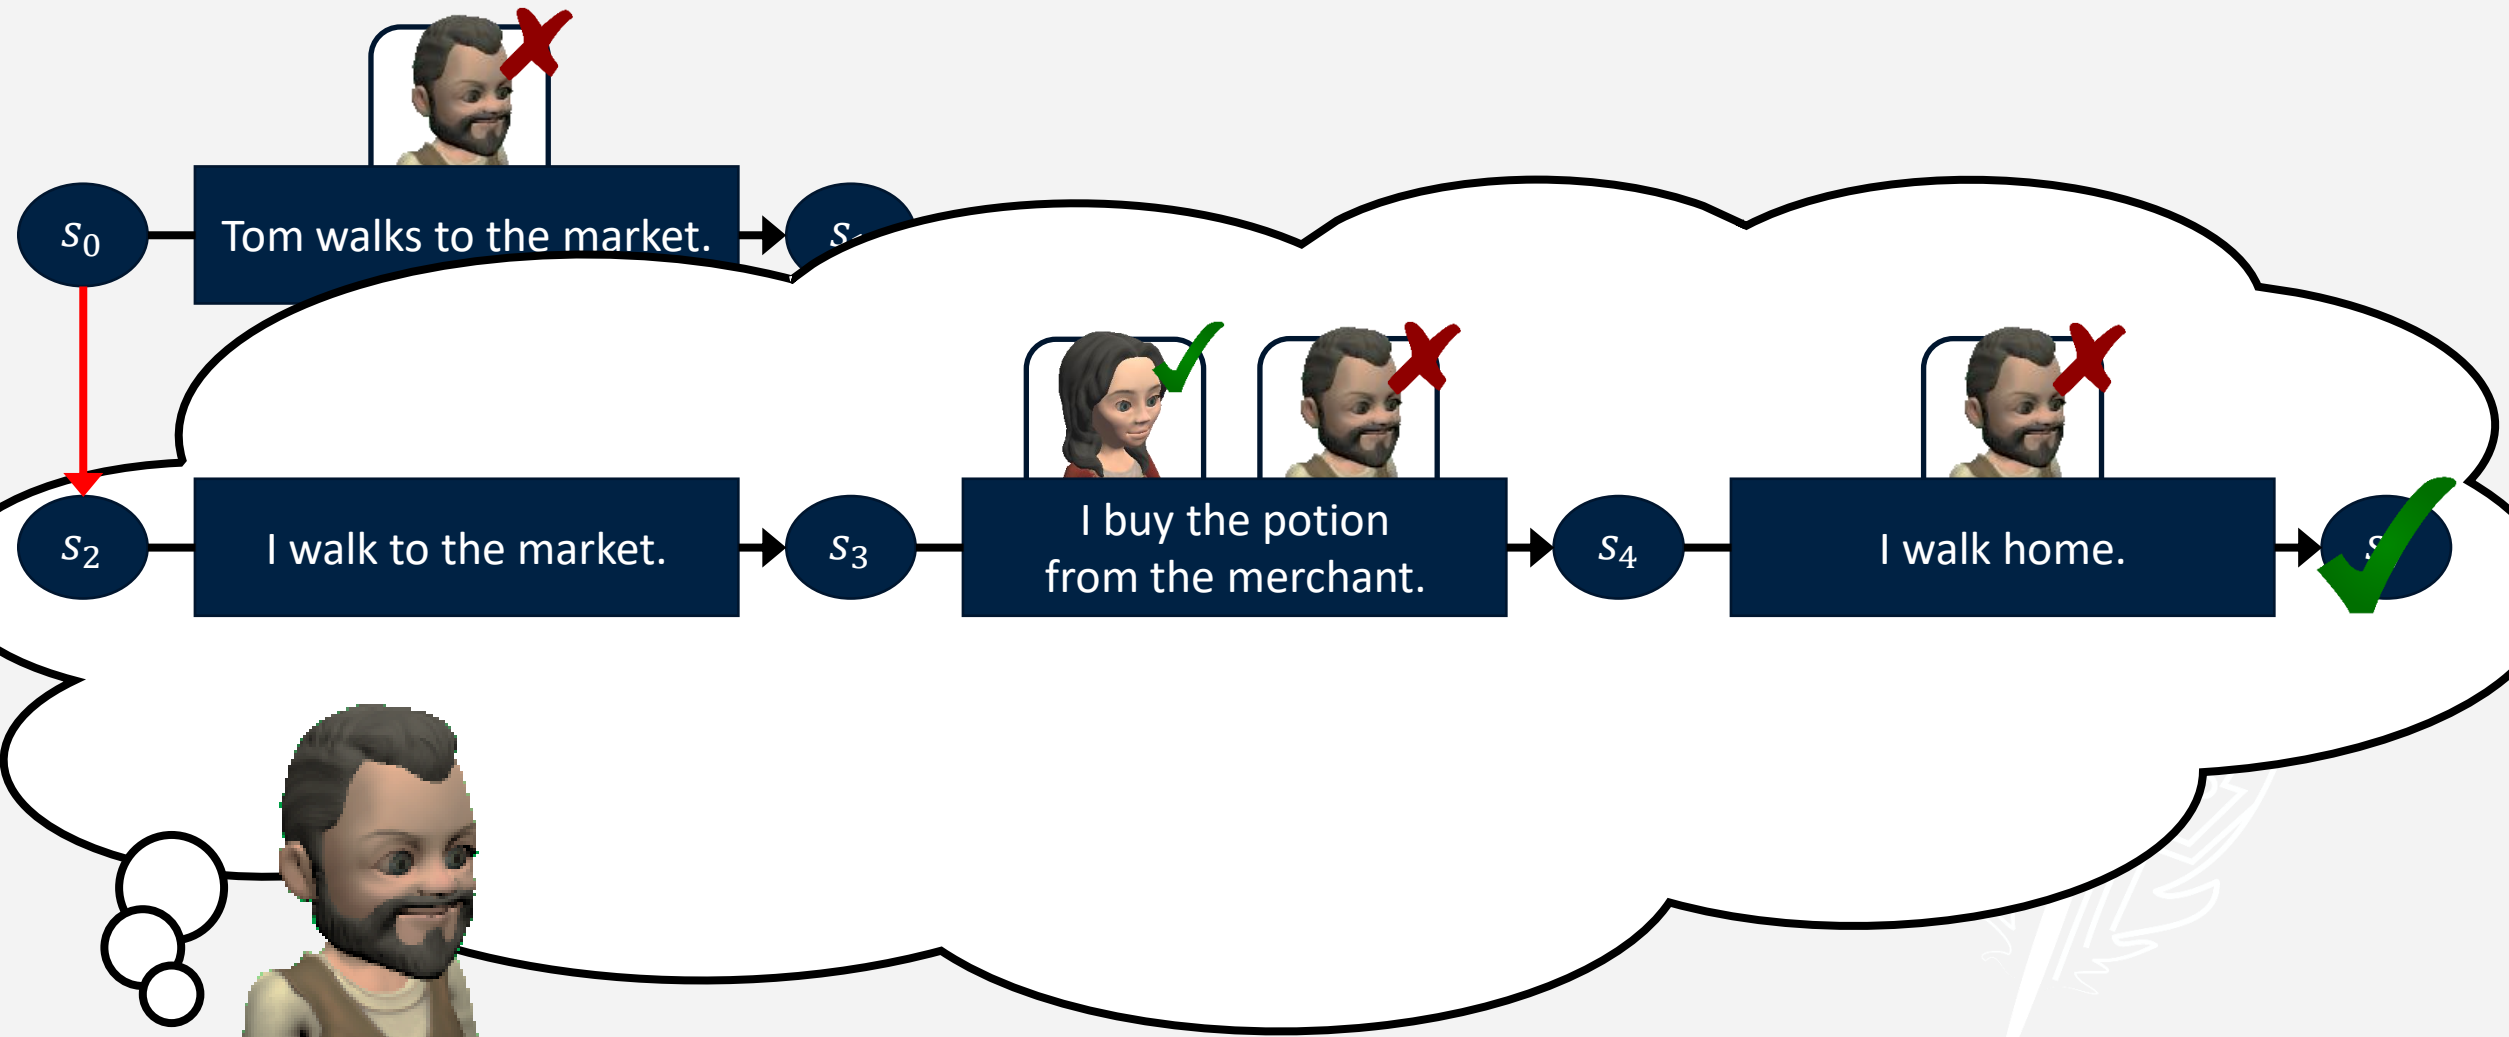 s₀
Tom walks to the market.
s
s₂
I walk to the market.
s₃
I buy the potion
from the merchant.
s₄
I walk home.
s